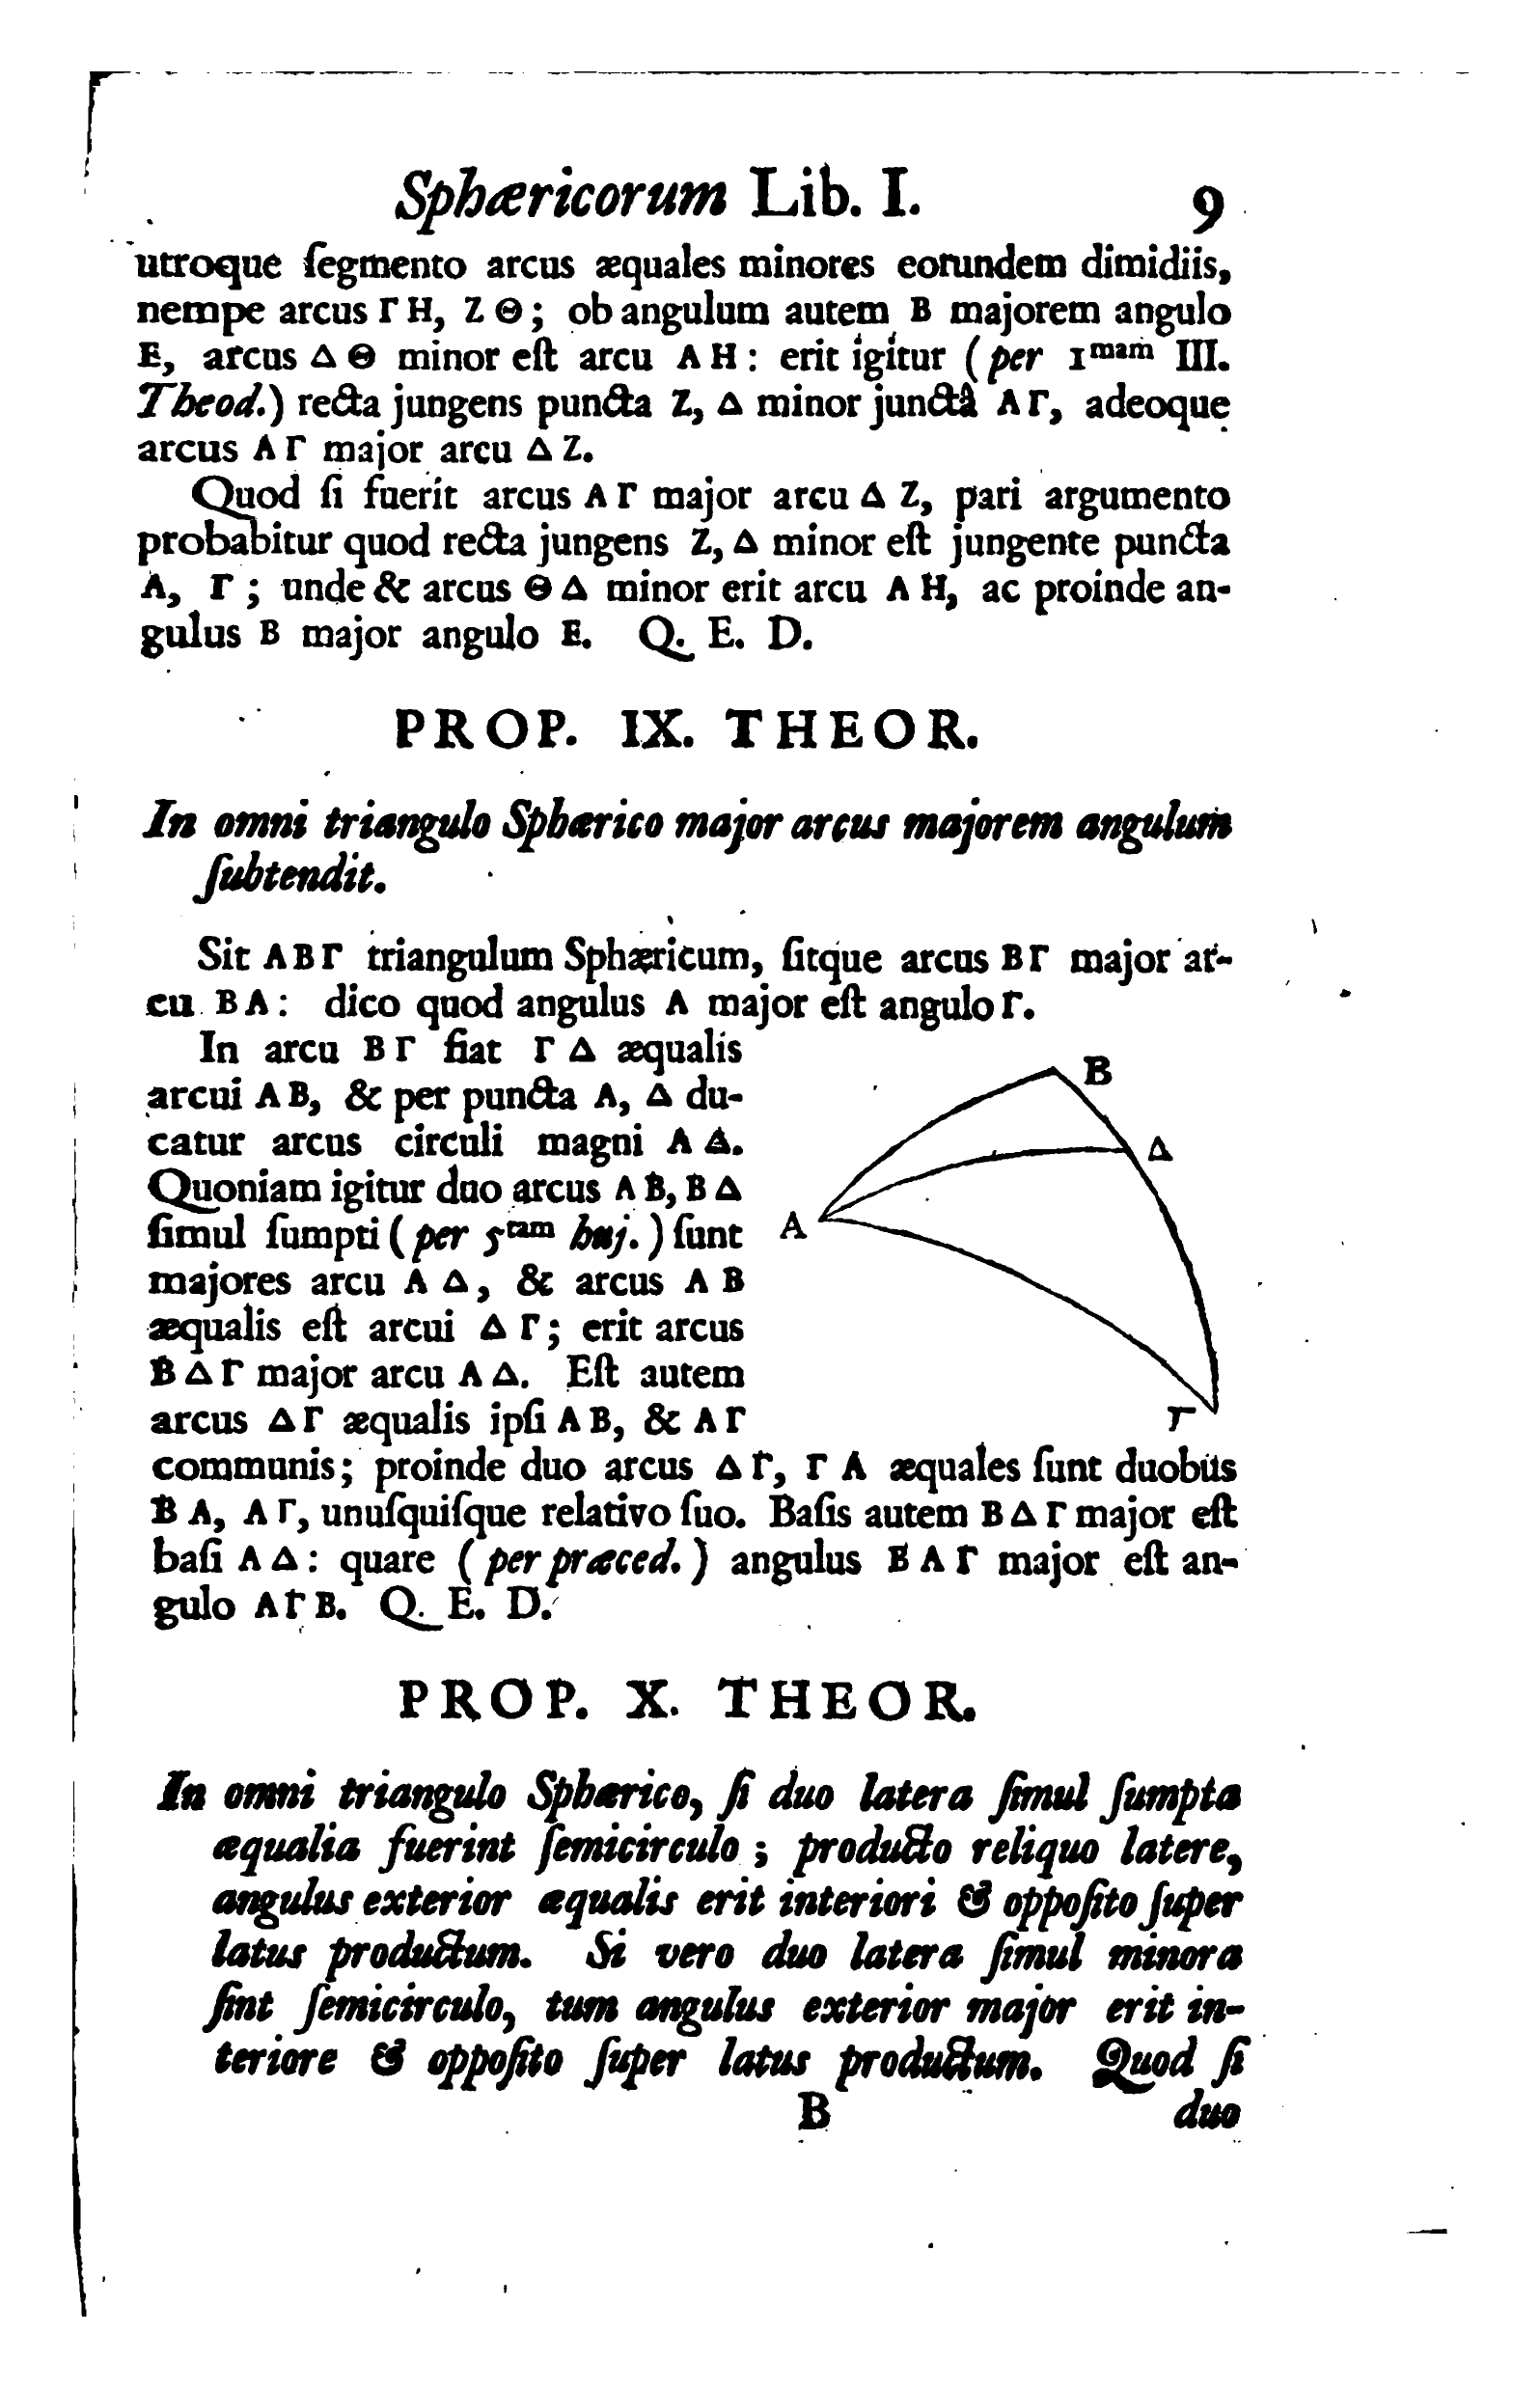 Sphæricorum Lib. I. 9
utroque ſegmento arcus æquales minores eorundem dimidiis,
nempe arcus Γ Η, Ζ Θ; ob angulum autem Β majorem angulo
Ε, arcus Δ Θ minor eſt arcu Α Η: erit igitur (per 1mam III.
Theod.) recta jungens puncta Ζ, Δ minor junctâ Α Γ, adeoque
arcus Α Γ major arcu Δ Ζ.
Quod ſi fuerit arcus Α Γ major arcu Δ Ζ, pari argumento
probabitur quod recta jungens Ζ, Δ minor eſt jungente puncta
Α, Γ; unde & arcus Θ Δ minor erit arcu Α Η, ac proinde an-
gulus Β major angulo Ε. Q. E. D.
PROP. IX. THEOR.
In omni triangulo Sphærico major arcus majorem angulum
ſubtendit.
Sit Α Β Γ triangulum Sphæricum, ſitque arcus Β Γ major ar-
cu Β Α: dico quod angulus Α major eſt angulo Γ.
In arcu Β Γ fiat Γ Δ æqualis
arcui Α Β, & per puncta Α, Δ du-
catur arcus circuli magni Α Δ.
Quoniam igitur duo arcus Α Β, Β Δ
ſimul ſumpti (per 5tam huj.) ſunt
majores arcu Α Δ, & arcus Α Β
æqualis eſt arcui Δ Γ; erit arcus
Β Δ Γ major arcu Α Δ. Eſt autem
arcus Δ Γ æqualis ipſi Α Β, & Α Γ
communis; proinde duo arcus Δ Γ, Γ Α æquales ſunt duobus
Β Α, Α Γ, unuſquiſque relativo ſuo. Baſis autem Β Δ Γ major eſt
baſi Α Δ: quare (per præced.) angulus Β Α Γ major eſt an-
gulo Α Γ Β. Q. E. D.
Β
Δ
Α
Γ
PROP. X. THEOR.
In omni triangulo Sphærico, ſi duo latera ſimul ſumpta
æqualia fuerint ſemicirculo; producto reliquo latere,
angulus exterior æqualis erit interiori & oppoſito ſuper
latus productum. Si vero duo latera ſimul minora
ſint ſemicirculo, tum angulus exterior major erit in-
teriore & oppoſito ſuper latus productum. Quod ſi
B duo